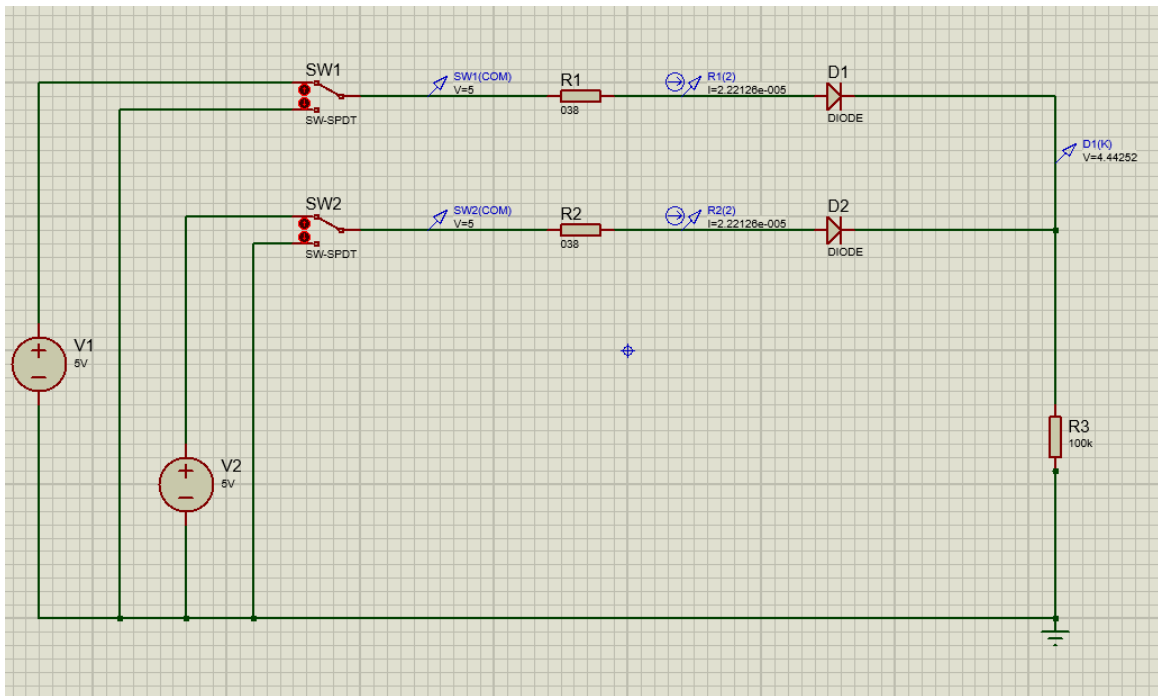 SW1
SW-SPDT
SW1(COM)
V=5
R1
038
R1(2)
I=2.22126e-005
D1
DIODE
D1(K)
V=4.44252
SW2
SW-SPDT
SW2(COM)
V=5
R2
038
R2(2)
I=2.22126e-005
D2
DIODE
V1
5V
R3
100k
V2
5V